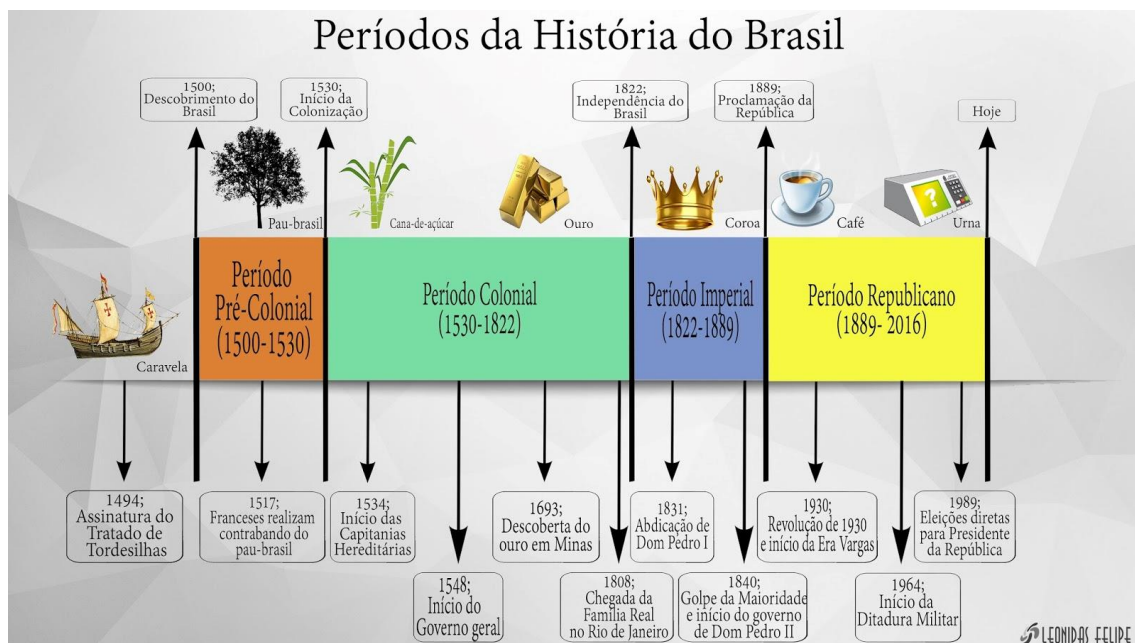 Períodos da História do Brasil
1500;
Descobrimento do
Brasil
1530;
Início da
Colonização
1822;
Independência do
Brasil
1889;
Proclamação da
República
Hoje
Pau-brasil
Cana-de-açúcar
Ouro
Coroa
Café
Urna
Caravela
Período
Pré-Colonial
(1500-1530)
Período Colonial
(1530-1822)
Período Imperial
(1822-1889)
Período Republicano
(1889- 2016)
1494;
Assinatura do
Tratado de
Tordesilhas
1517;
Franceses realizam
contrabando do
pau-brasil
1534;
Início das
Capitanias
Hereditárias
1548;
Início do
Governo geral
1693;
Descoberta do
ouro em Minas
1808;
Chegada da
Família Real
no Rio de Janeiro
1831;
Abdicação de
Dom Pedro I
1840;
Golpe da Maioridade
e início do governo
de Dom Pedro II
1930;
Revolução de 1930
e início da Era Vargas
1964;
Início da
Ditadura Militar
1989;
Eleições diretas
para Presidente
da República
?
LEONIDAS FELIPE